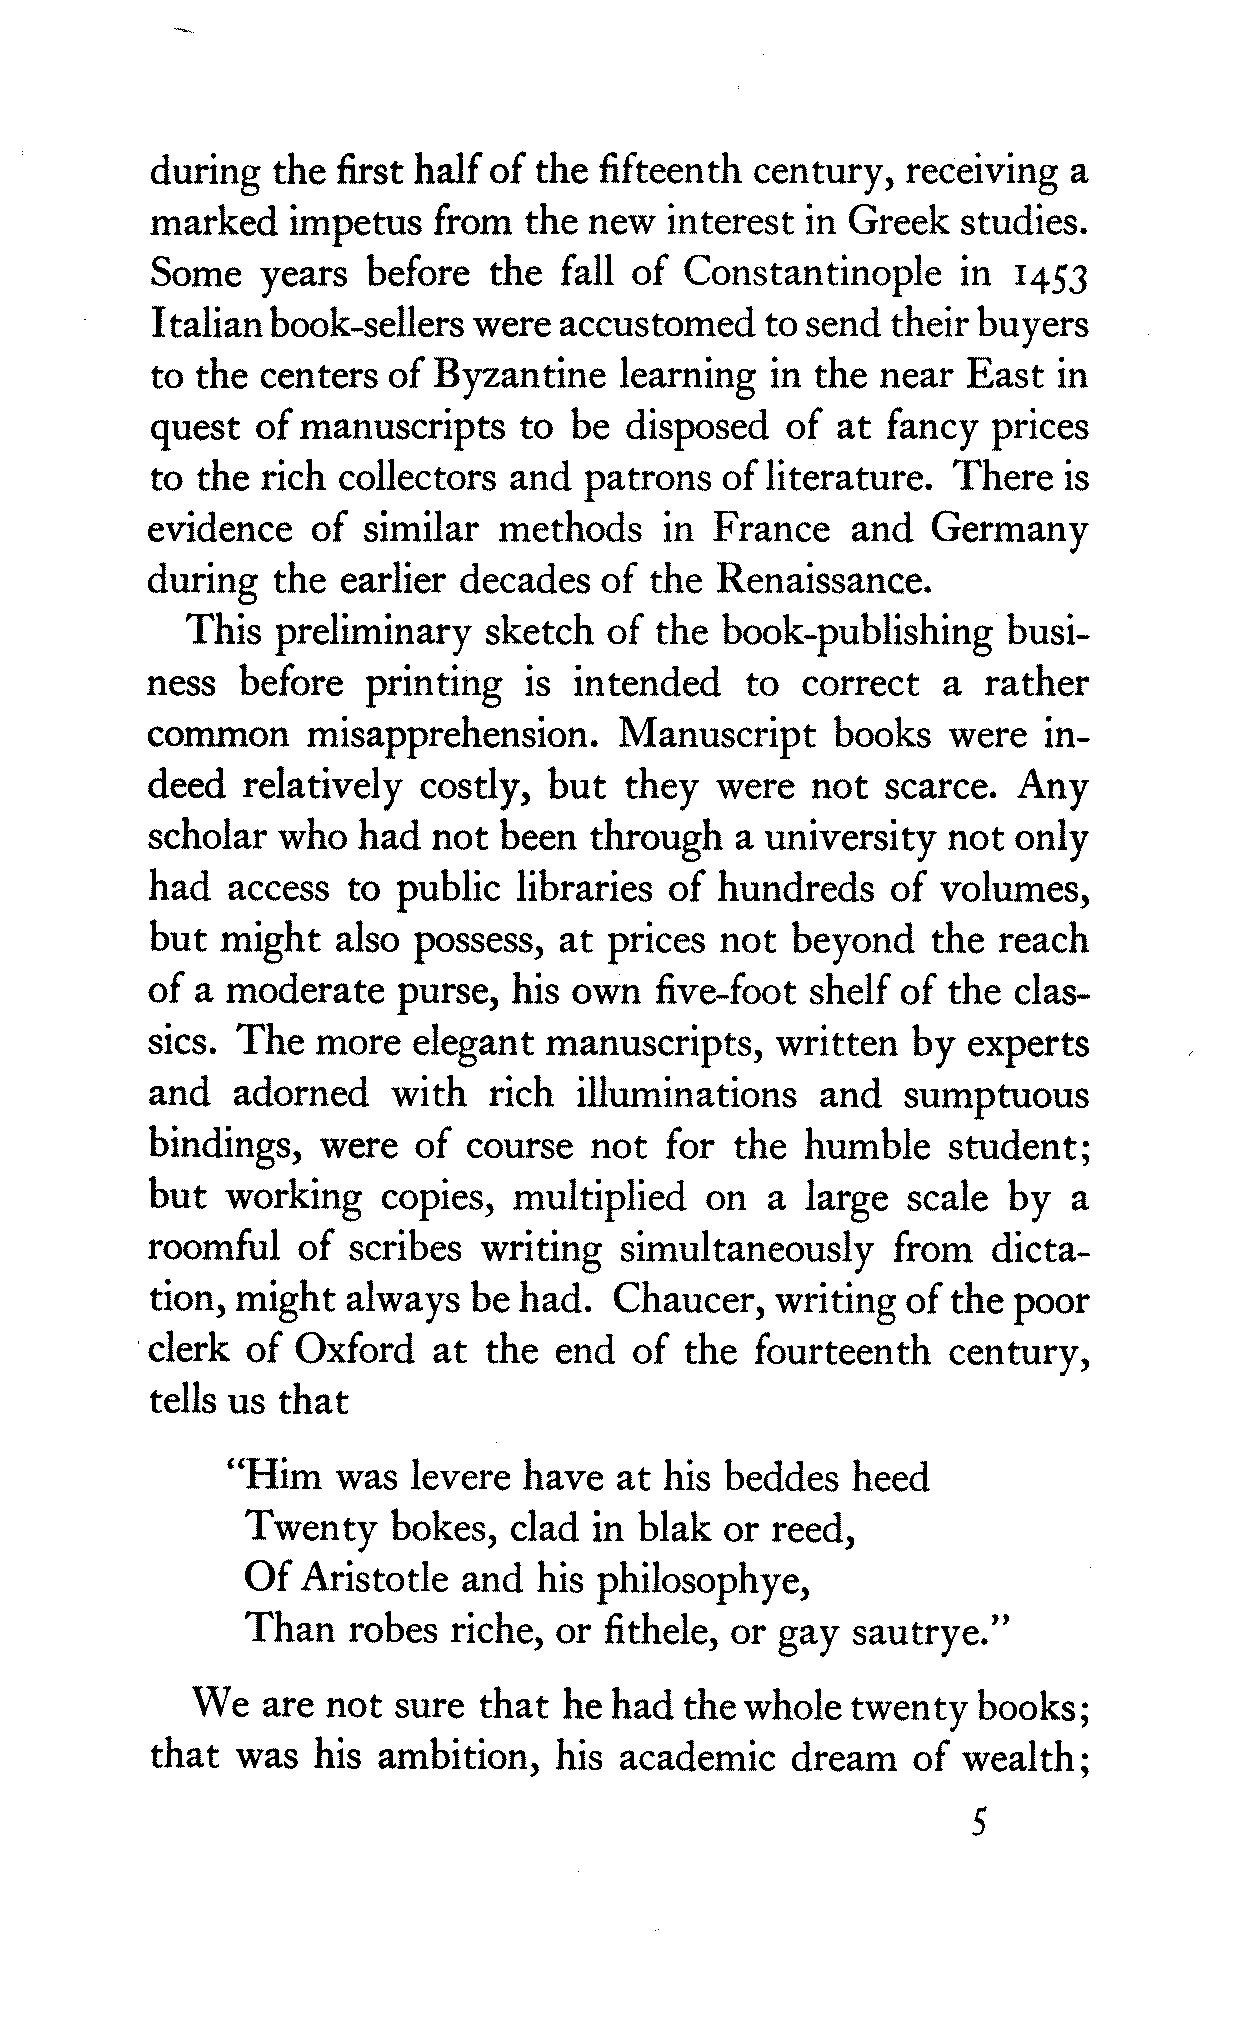 during the first half of the fifteenth century, receiving a
marked impetus from the new interest in Greek studies.
Some years before the fall of Constantinople in 1453
Italian book-sellers were accustomed to send their buyers
to the centers of Byzantine learning in the near East in
quest of manuscripts to be disposed of at fancy prices
to the rich collectors and patrons of literature. There is
evidence of similar methods in France and Germany
during the earlier decades of the Renaissance.
This preliminary sketch of the book-publishing busi-
ness before printing is intended to correct a rather
common misapprehension. Manuscript books were in-
deed relatively costly, but they were not scarce. Any
scholar who had not been through a university not only
had access to public libraries of hundreds of volumes,
but might also possess, at prices not beyond the reach
of a moderate purse, his own five-foot shelf of the clas-
sics. The more elegant manuscripts, written by experts
and adorned with rich illuminations and sumptuous
bindings, were of course not for the humble student;
but working copies, multiplied on a large scale by a
roomful of scribes writing simultaneously from dicta-
tion, might always be had. Chaucer, writing of the poor
clerk of Oxford at the end of the fourteenth century,
tells us that
"Him was levere have at his beddes heed
Twenty bokes, clad in blak or reed,
Of Aristotle and his philosophye,
Than robes riche, or fithele, or gay sautrye."
We are not sure that he had the whole twenty books;
that was his ambition, his academic dream of wealth;
5